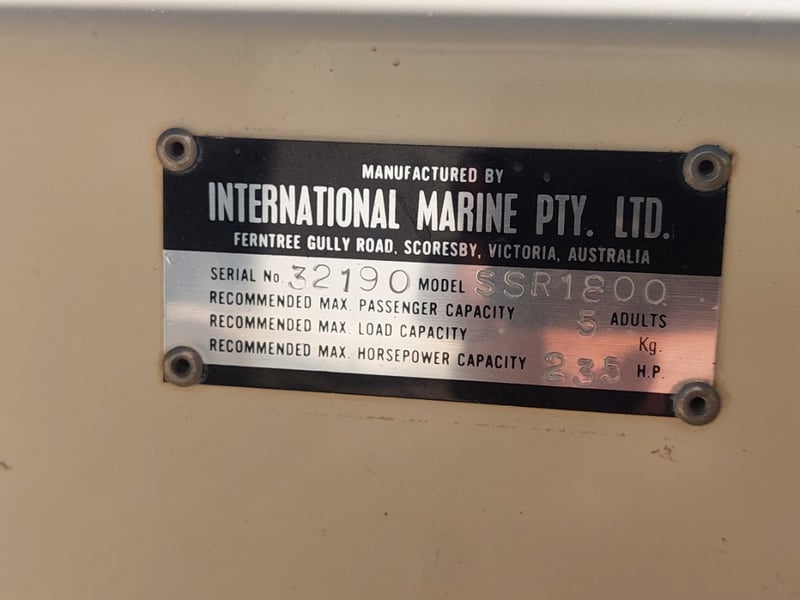 MANUFACTURED BY
INTERNATIONAL MARINE PTY. LTD.
FERNTREE GULLY ROAD, SCORESBY, VICTORIA, AUSTRALIA
SERIAL No. 32190 MODEL SSR1800
RECOMMENDED MAX. PASSENGER CAPACITY 5 ADULTS
RECOMMENDED MAX. LOAD CAPACITY Kg.
RECOMMENDED MAX. HORSEPOWER CAPACITY 235 H.P.